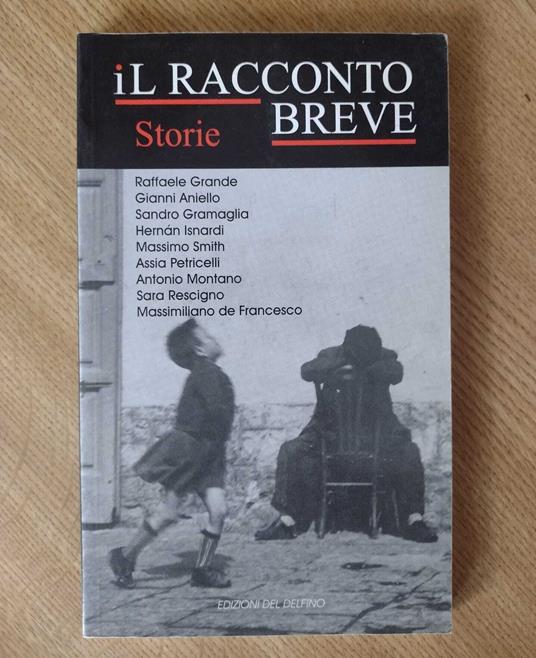 iL RACCONTO
BREVE
Storie
Raffaele Grande
Gianni Aniello
Sandro Gramaglia
Hernán Isnardi
Massimo Smith
Assia Petricelli
Antonio Montano
Sara Rescigno
Massimiliano de Francesco
EDIZIONI DEL DELFINO